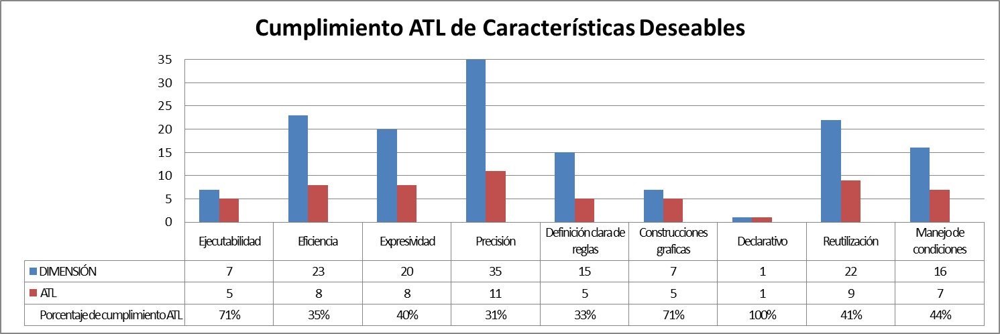 Cumplimiento ATL de Características Deseables
35
30
25
20
15
10
5
0
Ejecutabilidad Eficiencia Expresividad Precisión Definición clara de reglas Construcciones graficas Declarativo Reutilización Manejo de condiciones
DIMENSIÓN 7 23 20 35 15 7 1 22 16
ATL 5 8 8 11 5 5 1 9 7
Porcentaje de cumplimiento ATL 71% 35% 40% 31% 33% 71% 100% 41% 44%